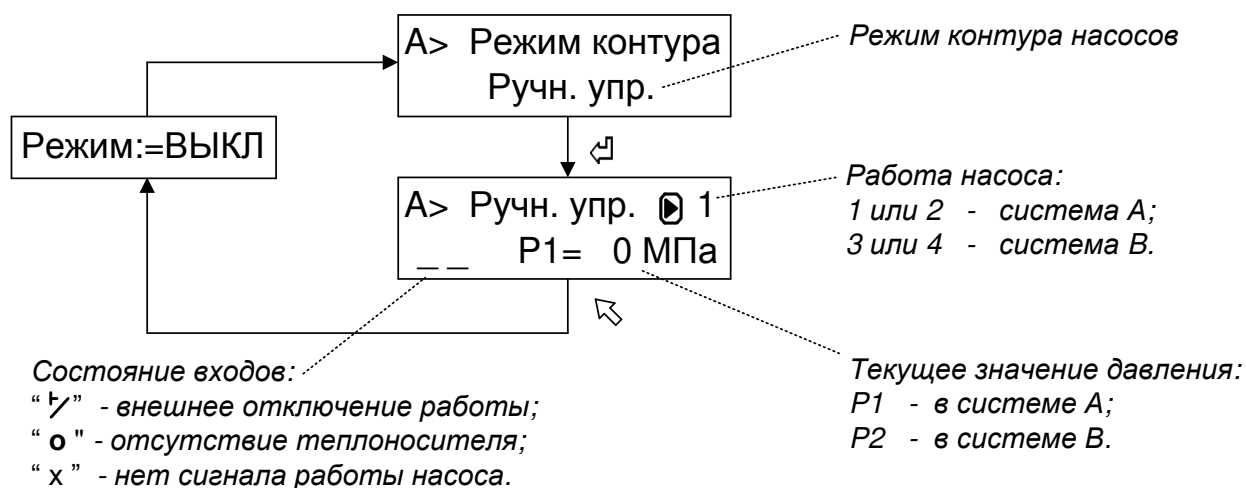 A> Режим контура
Ручн. упр.
Режим контура насосов
Режим:=ВЫКЛ
A> Ручн. упр. 1
_ _ P1= 0 МПа
Работа насоса:
1 или 2 - система А;
3 или 4 - система В.
Состояние входов:
“ ” - внешнее отключение работы;
“ о " - отсутствие теплоносителя;
“ х ” - нет сигнала работы насоса.
Текущее значение давления:
P1 - в системе А;
P2 - в системе В.